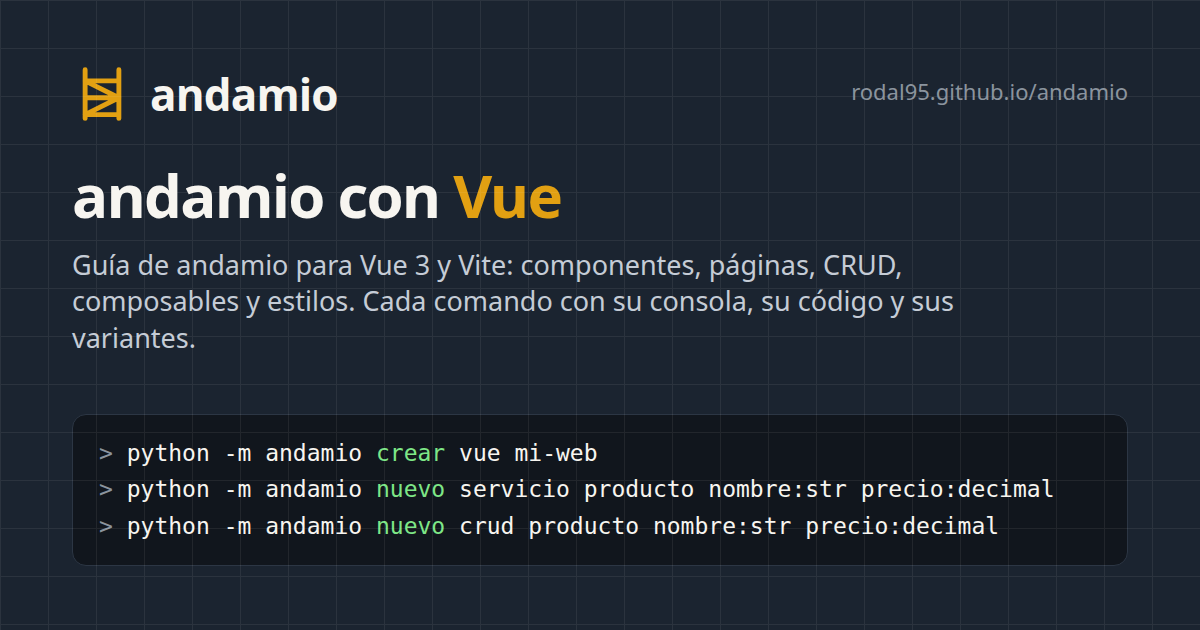 andamio
rodal95.github.io/andamio
andamio con Vue
Guía de andamio para Vue 3 y Vite: componentes, páginas, CRUD,
composables y estilos. Cada comando con su consola, su código y sus
variantes.
> python -m andamio crear vue mi-web
> python -m andamio nuevo servicio producto nombre:str precio:decimal
> python -m andamio nuevo crud producto nombre:str precio:decimal